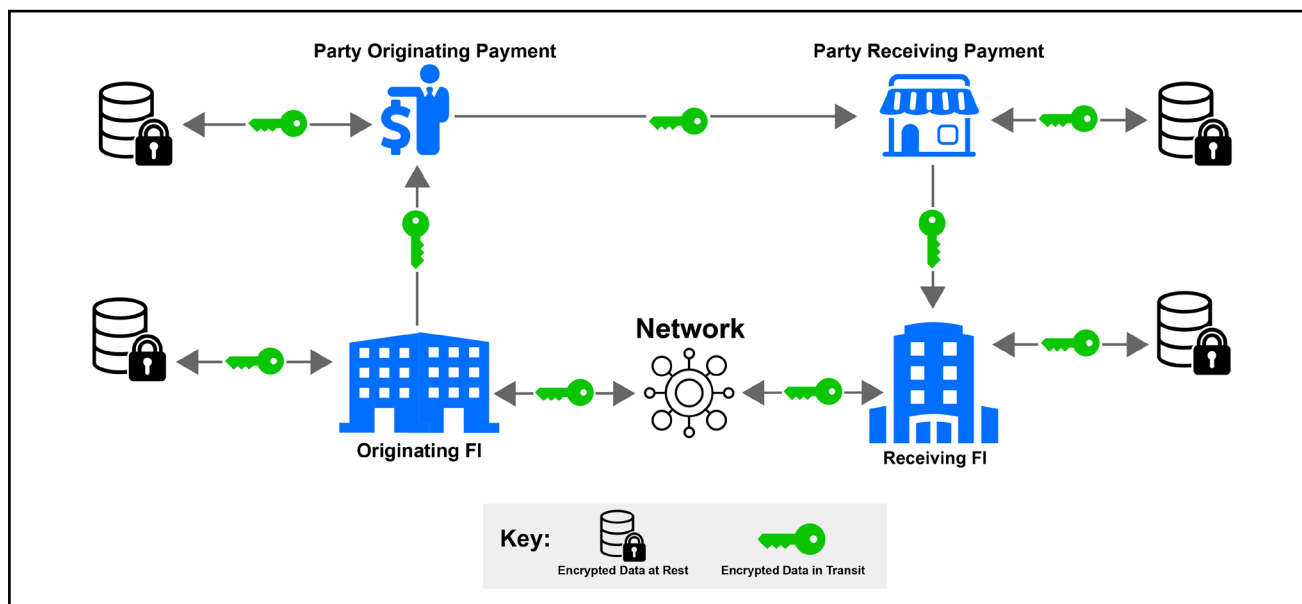 Party Originating Payment
Party Receiving Payment
$
Network
Originating FI
Receiving FI
Key:
Encrypted Data at Rest
Encrypted Data in Transit